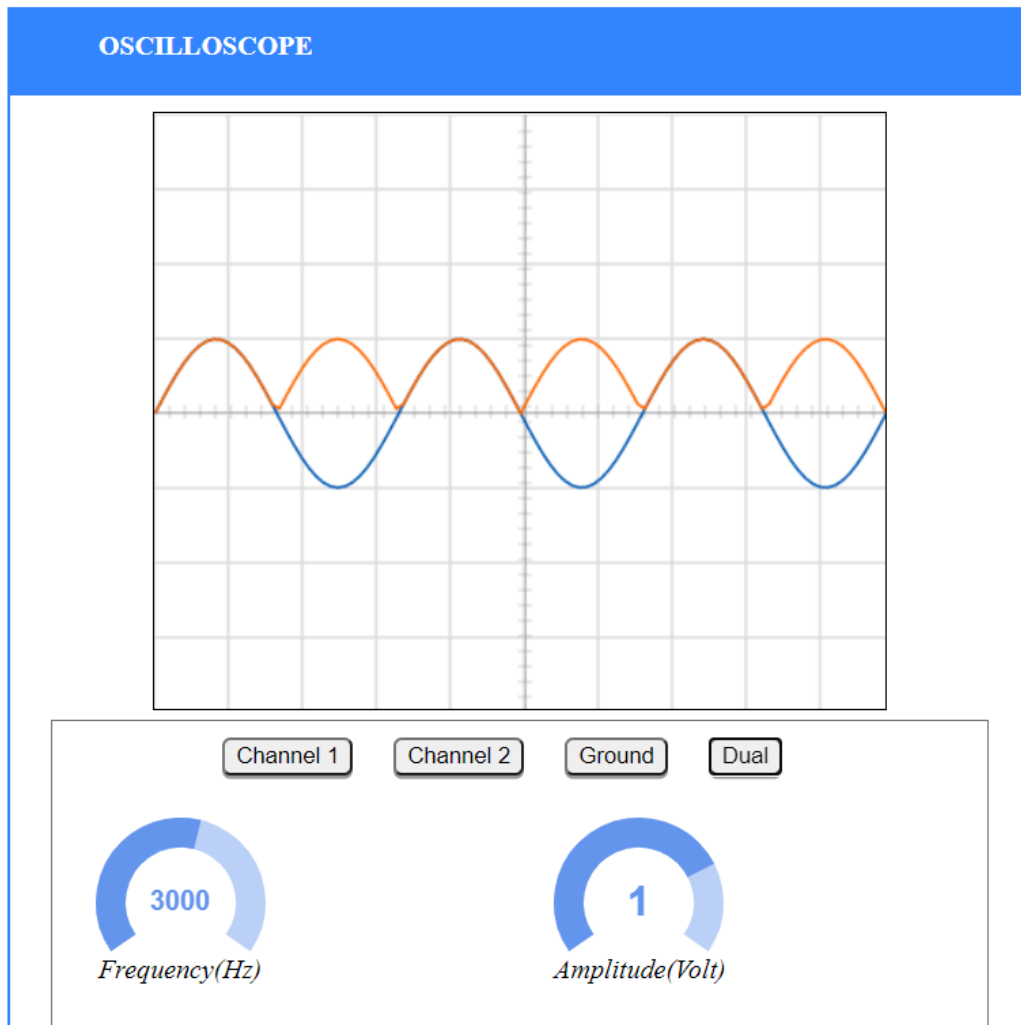 OSCILLOSCOPE
Channel 1 Channel 2 Ground Dual
3000 1
Frequency(Hz) Amplitude(Volt)